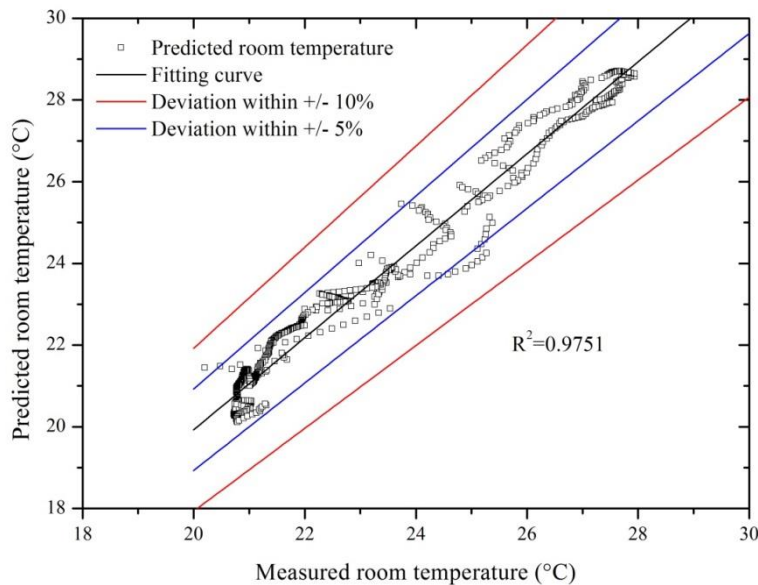 30
28
26
24
22
20
18
Predicted room temperature (°C)
Predicted room temperature
Fitting curve
Deviation within +/- 10%
Deviation within +/- 5%
R²=0.9751
18 20 22 24 26 28 30
Measured room temperature (°C)